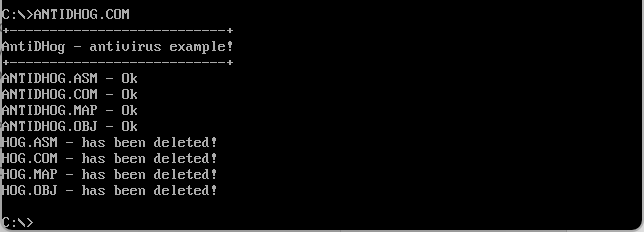 C:\>ANTIDHOG.COM
+---------------------------+
AntiDHog - antivirus example!
+---------------------------+
ANTIDHOG.ASM - Ok
ANTIDHOG.COM - Ok
ANTIDHOG.MAP - Ok
ANTIDHOG.OBJ - Ok
HOG.ASM - has been deleted!
HOG.COM - has been deleted!
HOG.MAP - has been deleted!
HOG.OBJ - has been deleted!
C:\>